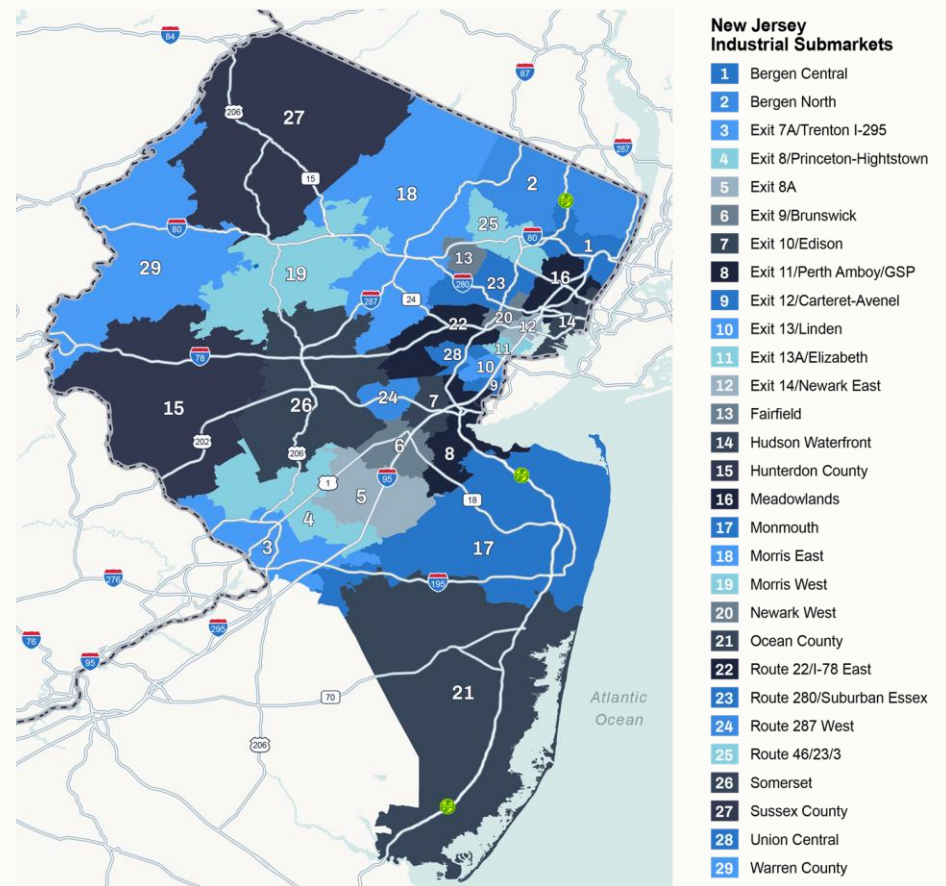 New Jersey
Industrial Submarkets
1 Bergen Central
2 Bergen North
3 Exit 7A/Trenton I-295
4 Exit 8/Princeton-Hightstown
5 Exit 8A
6 Exit 9/Brunswick
7 Exit 10/Edison
8 Exit 11/Perth Amboy/GSP
9 Exit 12/Carteret-Avenel
10 Exit 13/Linden
11 Exit 13A/Elizabeth
12 Exit 14/Newark East
13 Fairfield
14 Hudson Waterfront
15 Hunterdon County
16 Meadowlands
17 Monmouth
18 Morris East
19 Morris West
20 Newark West
21 Ocean County
22 Route 22/I-78 East
23 Route 280/Suburban Essex
24 Route 287 West
25 Route 46/23/3
26 Somerset
27 Sussex County
28 Union Central
29 Warren County
84
87
206
27
287
15
2
18
25
80
80
1
13
16
29
19
280
23
287
24
20
14
22
12
78
28
11
10
9
15
26
24
7
202
206
6
8
1
95
5
18
4
3
17
276
195
295
76
95
21
70
206
Atlantic
Ocean